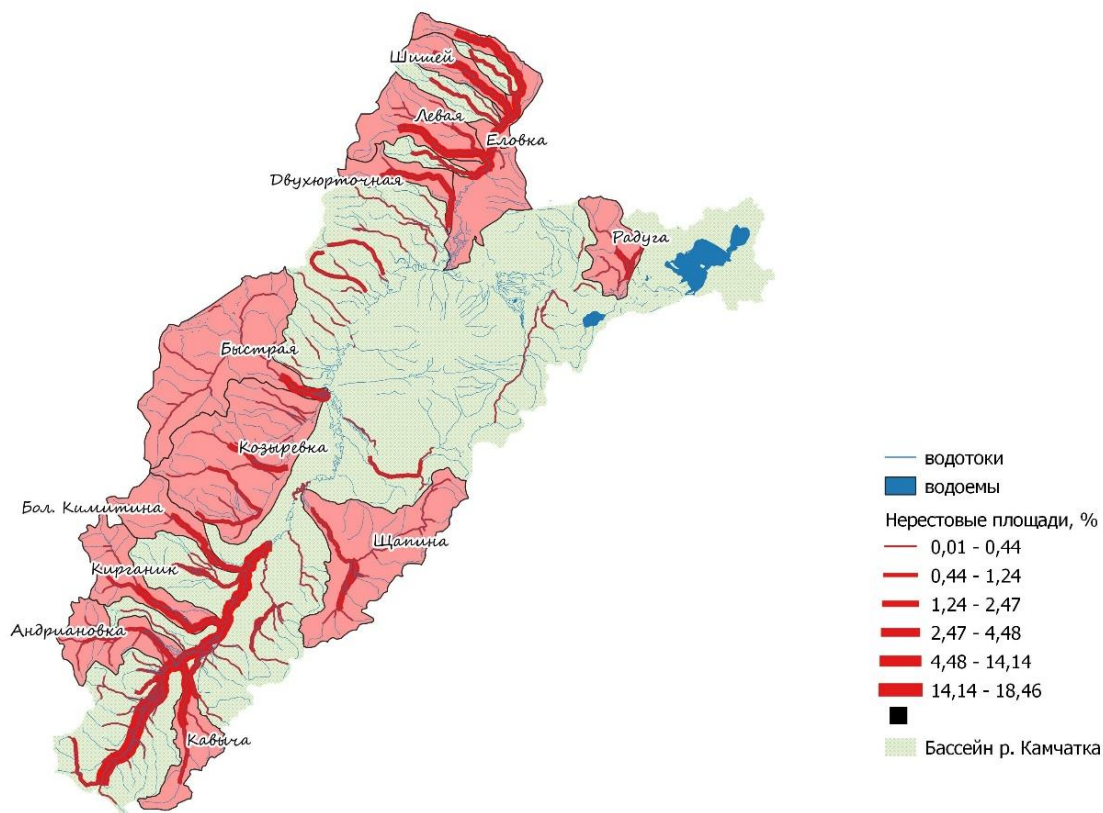 Шишей
Левая
Еловка
Двухюрточная
Радуга
Быстрая
Козыревка
Бол. Кимитина
Щапина
Кирганик
Андриановка
Кавыча
водотоки
водоемы
Нерестовые площади, %
0,01 - 0,44
0,44 - 1,24
1,24 - 2,47
2,47 - 4,48
4,48 - 14,14
14,14 - 18,46
Бассейн р. Камчатка